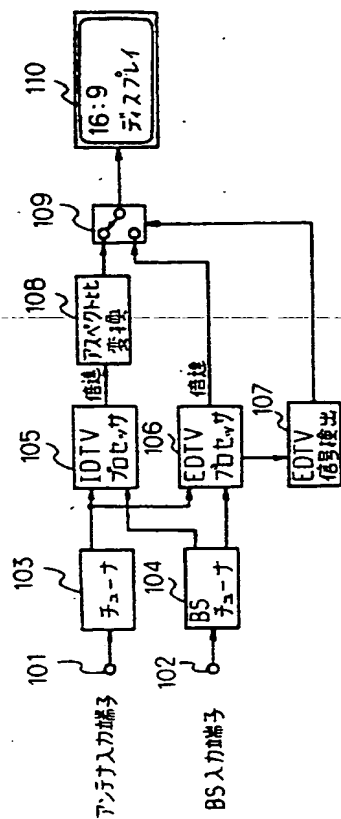 アンテナ入力端子
101
103
チューナ
BS入力端子
102
104
BS
チューナ
105
IDTV
プロセッサ
倍速
108
アスペクト比
変換
106
EDTV
プロセッサ
倍速
107
EDTV
信号検出
109
110
16:9
ディスプレイ